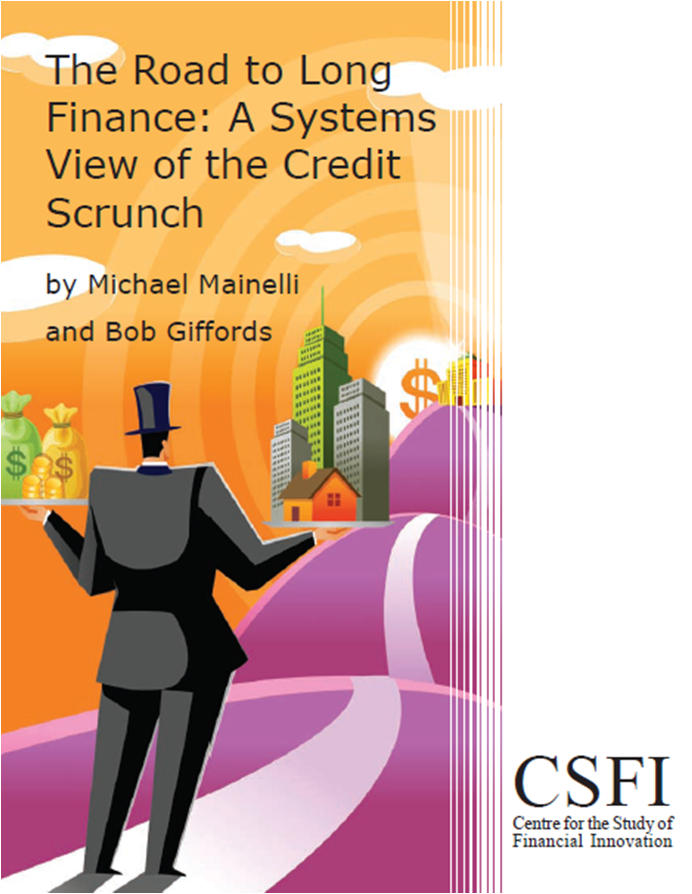 The Road to Long
Finance: A Systems
View of the Credit
Scrunch
by Michael Mainelli
and Bob Giffords
$
$
$
CSFI
Centre for the Study of
Financial Innovation